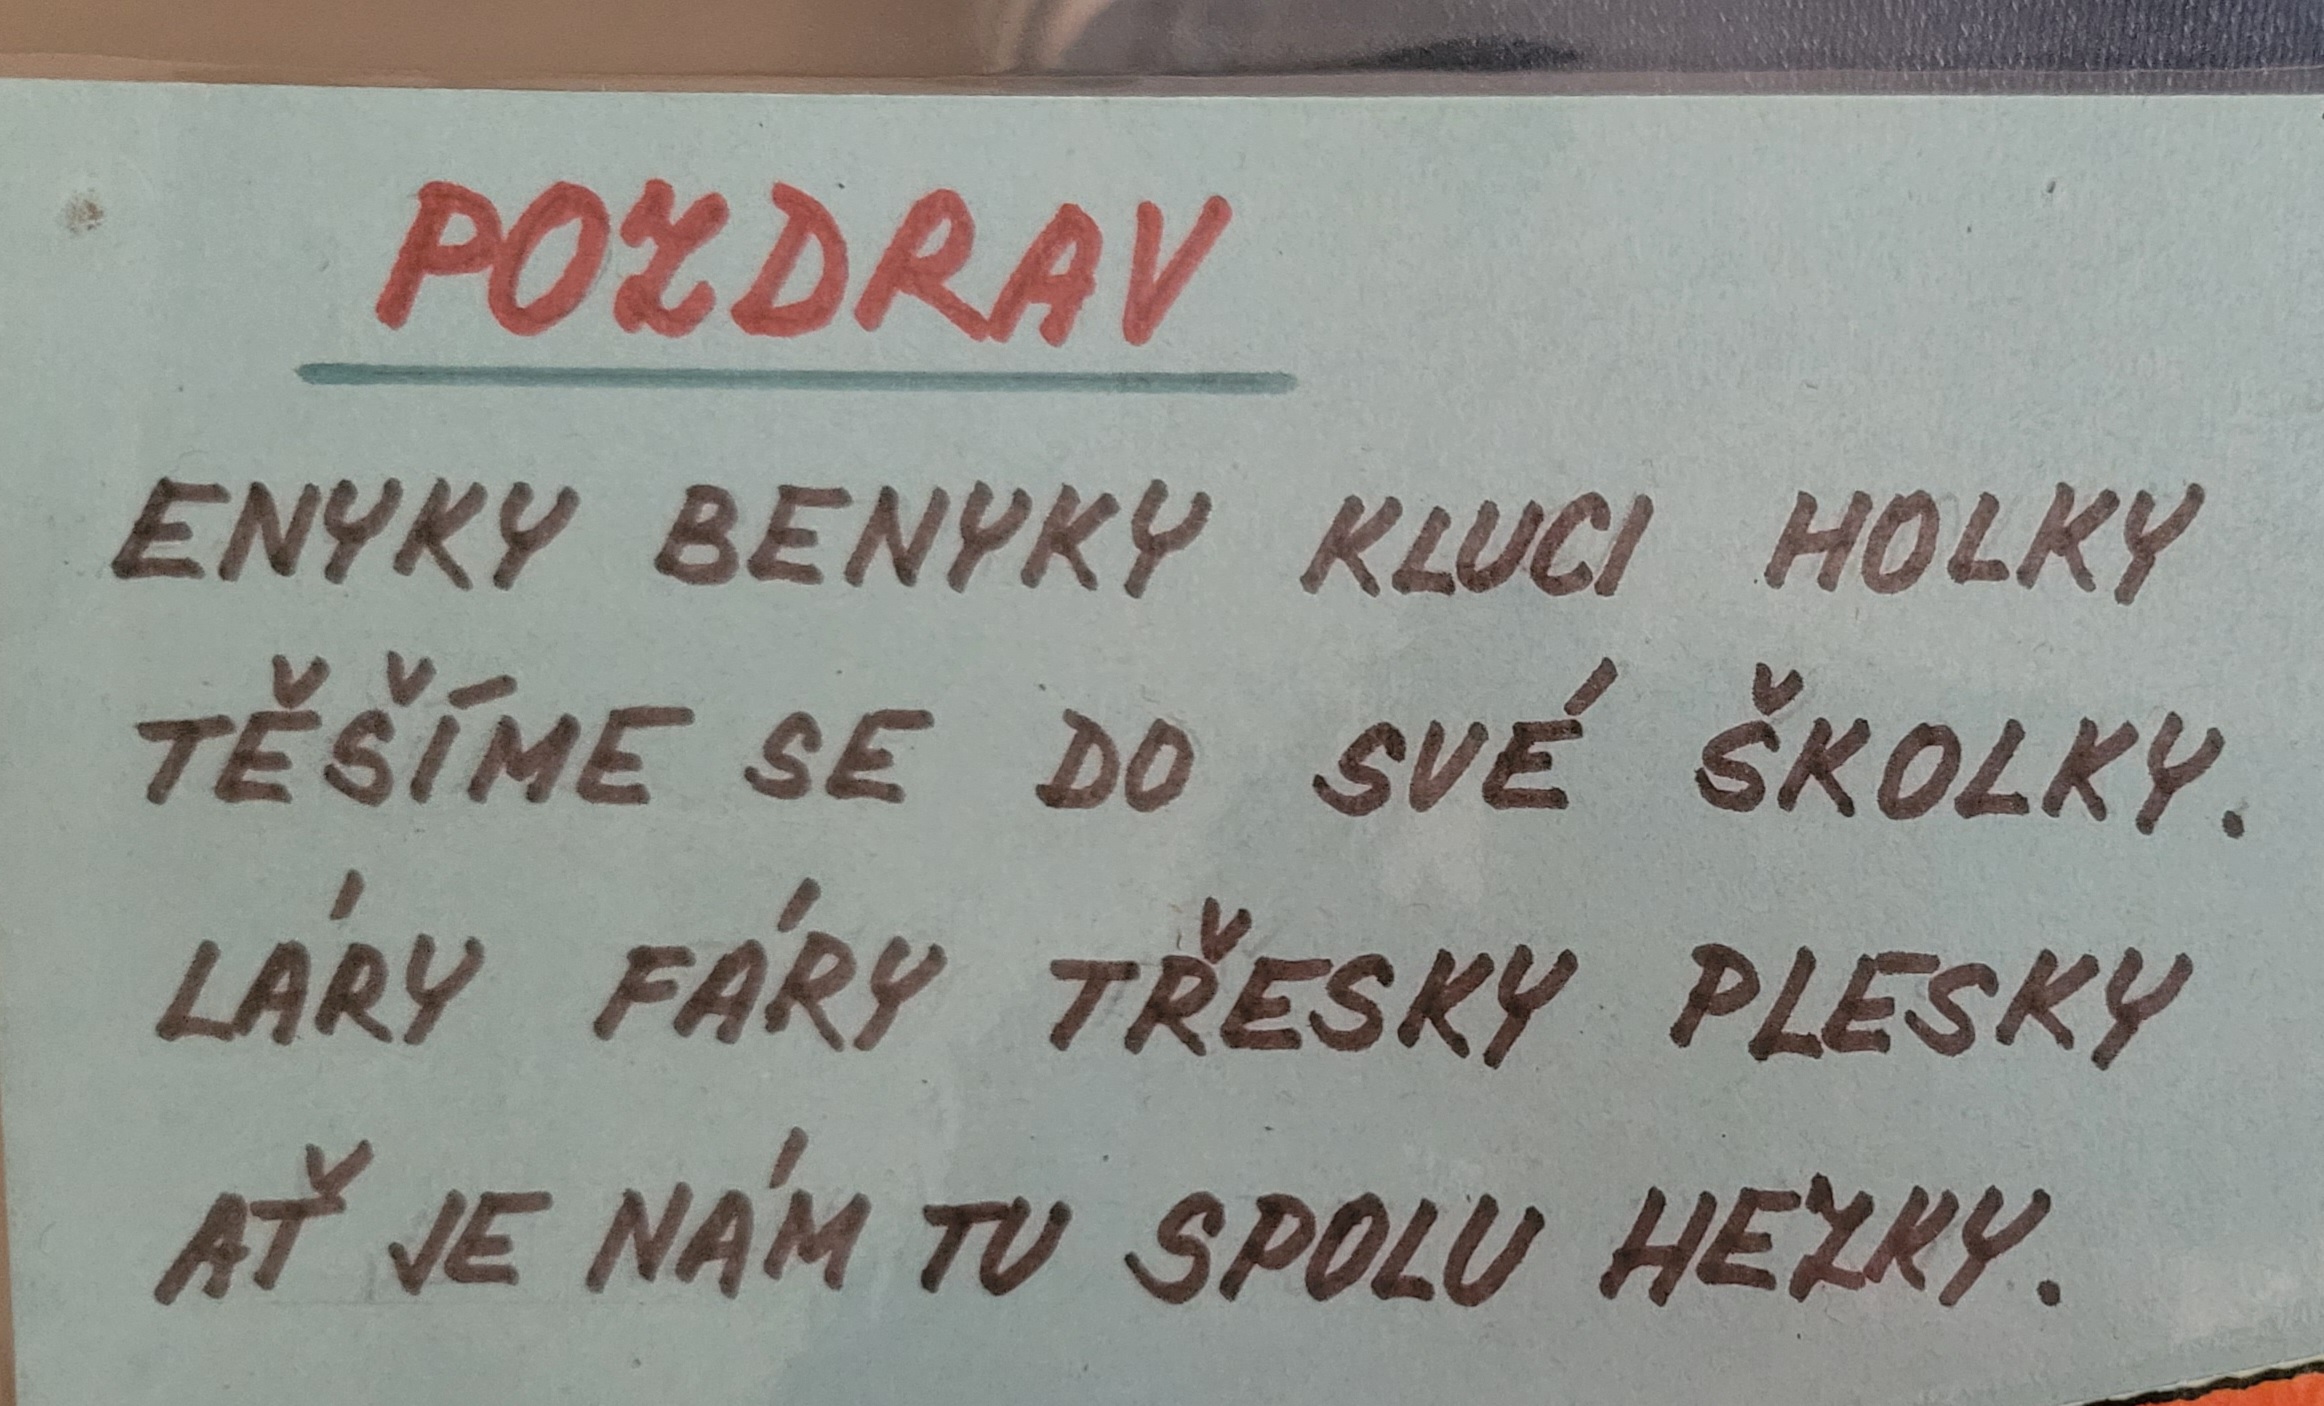 POZDRAV
ENYKY BENYKY KLUCI HOLKY
TĚŠÍME SE DO SVÉ ŠKOLKY.
LÁRY FÁRY TŘESKY PLESKY
AŤ JE NÁM TU SPOLU HEZKY.